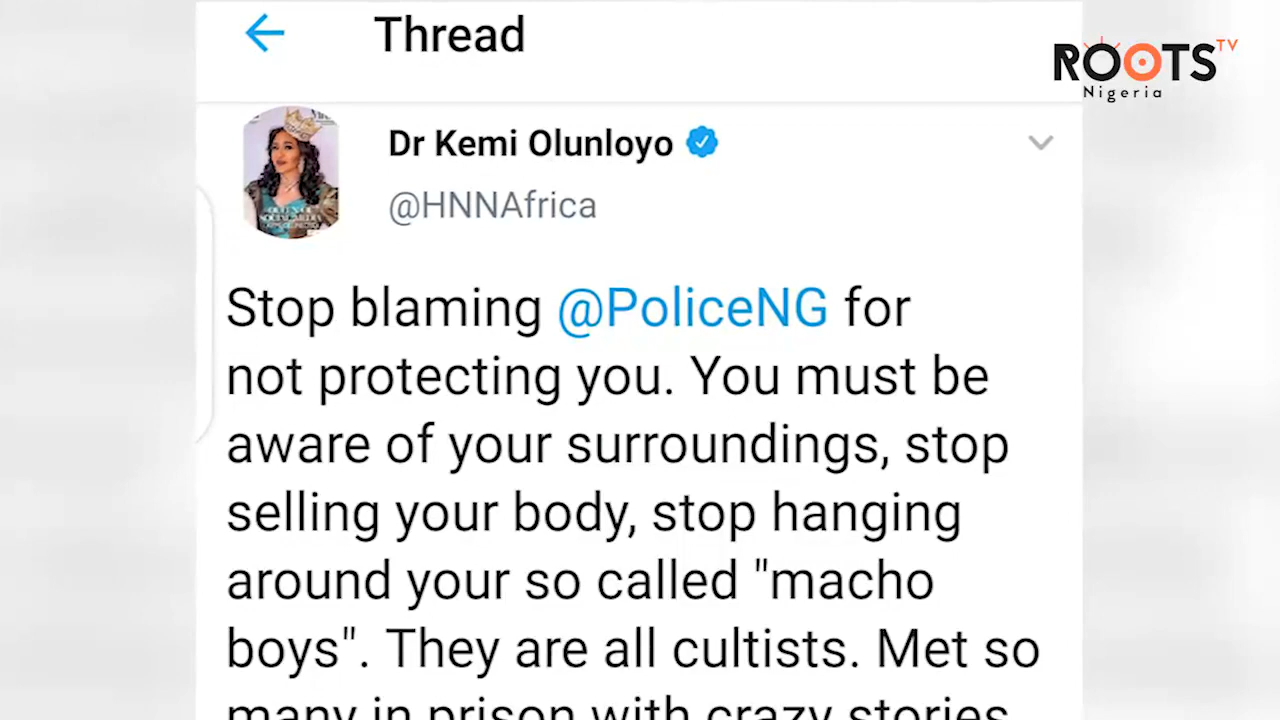 Thread
ROOTS TV
Nigeria
Dr Kemi Olunloyo
@HNNAfrica
Stop blaming @PoliceNG for
not protecting you. You must be
aware of your surroundings, stop
selling your body, stop hanging
around your so called "macho
boys". They are all cultists. Met so
many in prison with crazy stories